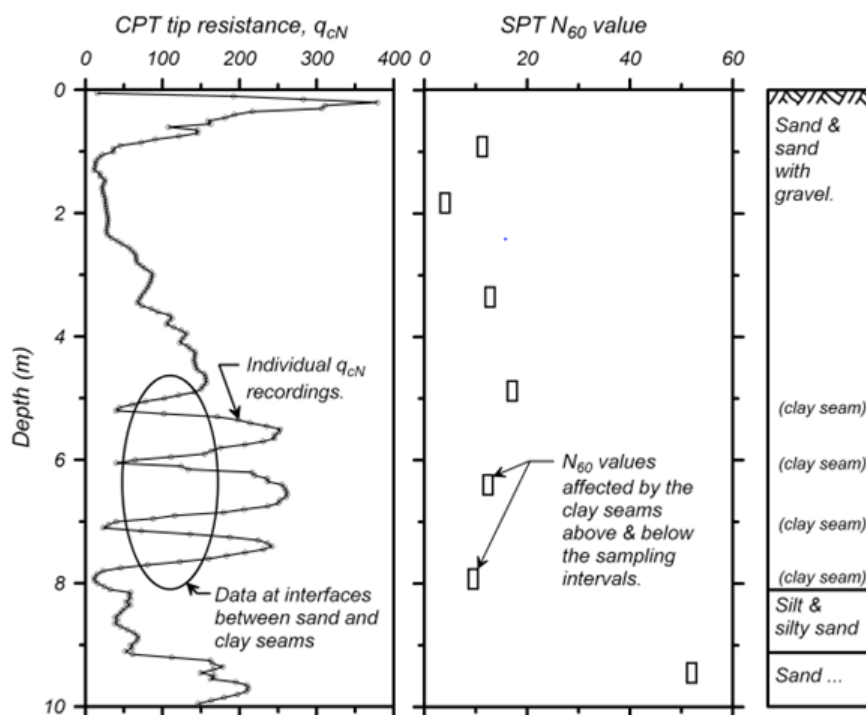 CPT tip resistance, qcN
0 100 200 300 400
SPT N60 value
0 20 40 60
Depth (m)
0
2
4
6
8
10
Individual qcN
recordings.
Data at interfaces
between sand and
clay seams
N60 values
affected by the
clay seams
above & below
the sampling
intervals.
Sand &
sand
with
gravel.
(clay seam)
(clay seam)
(clay seam)
(clay seam)
Silt &
silty sand
Sand ...